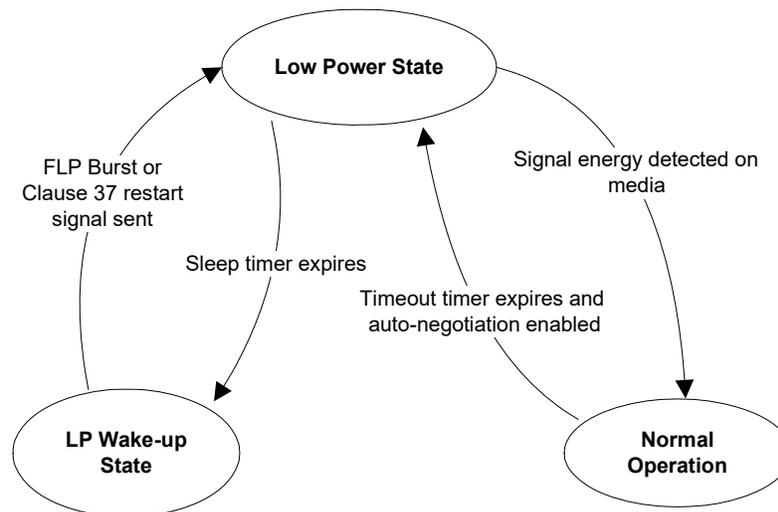 Low Power State
FLP Burst or
Clause 37 restart
signal sent
Signal energy detected on
media
Sleep timer expires
Timeout timer expires and
auto-negotiation enabled
LP Wake-up
State
Normal
Operation